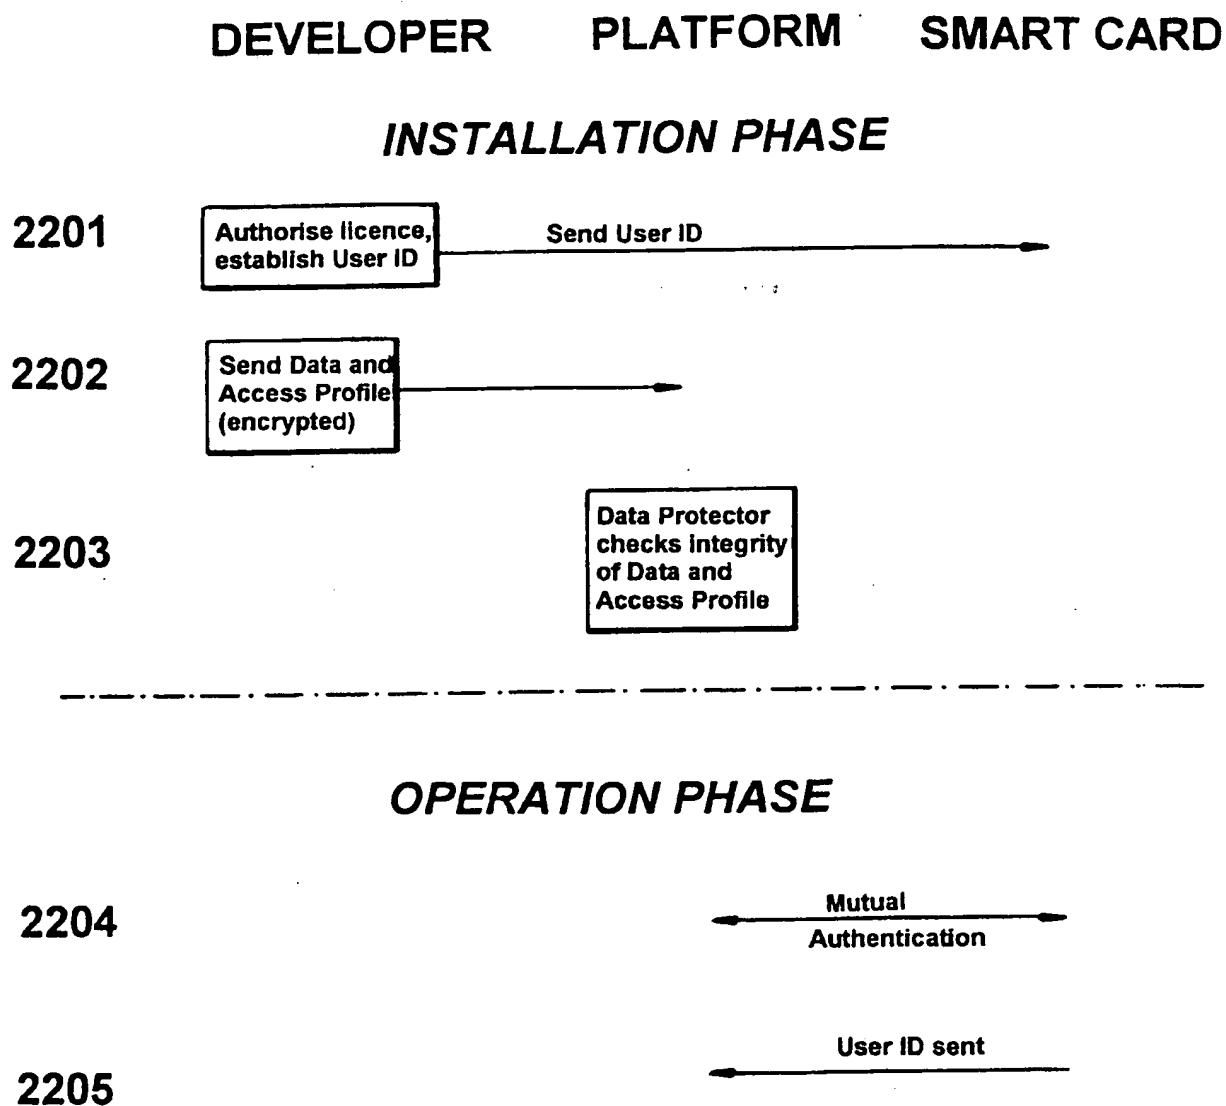 DEVELOPER PLATFORM SMART CARD
INSTALLATION PHASE
2201
Authorise licence,
establish User ID
Send User ID
2202
Send Data and
Access Profile
(encrypted)
2203
Data Protector
checks integrity
of Data and
Access Profile
OPERATION PHASE
2204
Mutual
Authentication
2205
User ID sent